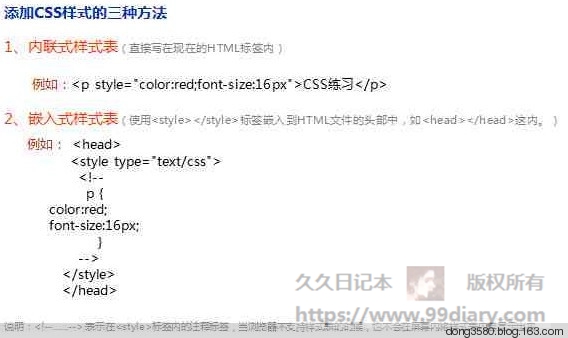 添加CSS样式的三种方法
1、内联式样式表（直接写在现在的HTML标签内）
例如：<p style="color:red;font-size:16px">CSS练习</p>
2、嵌入式样式表（使用<style></style>标签嵌入到HTML文件的头部中，如<head></head>这内。）
例如： <head>
<style type="text/css">
<!--
p {
color:red;
font-size:16px;
}
-->
</style>
</head>
久久日记本 版权所有
https://www.99diary.com
说明：<!--......-->表示在<style>标签内的注释标签，当浏览器不支持样式
dong3580.blog.163.com